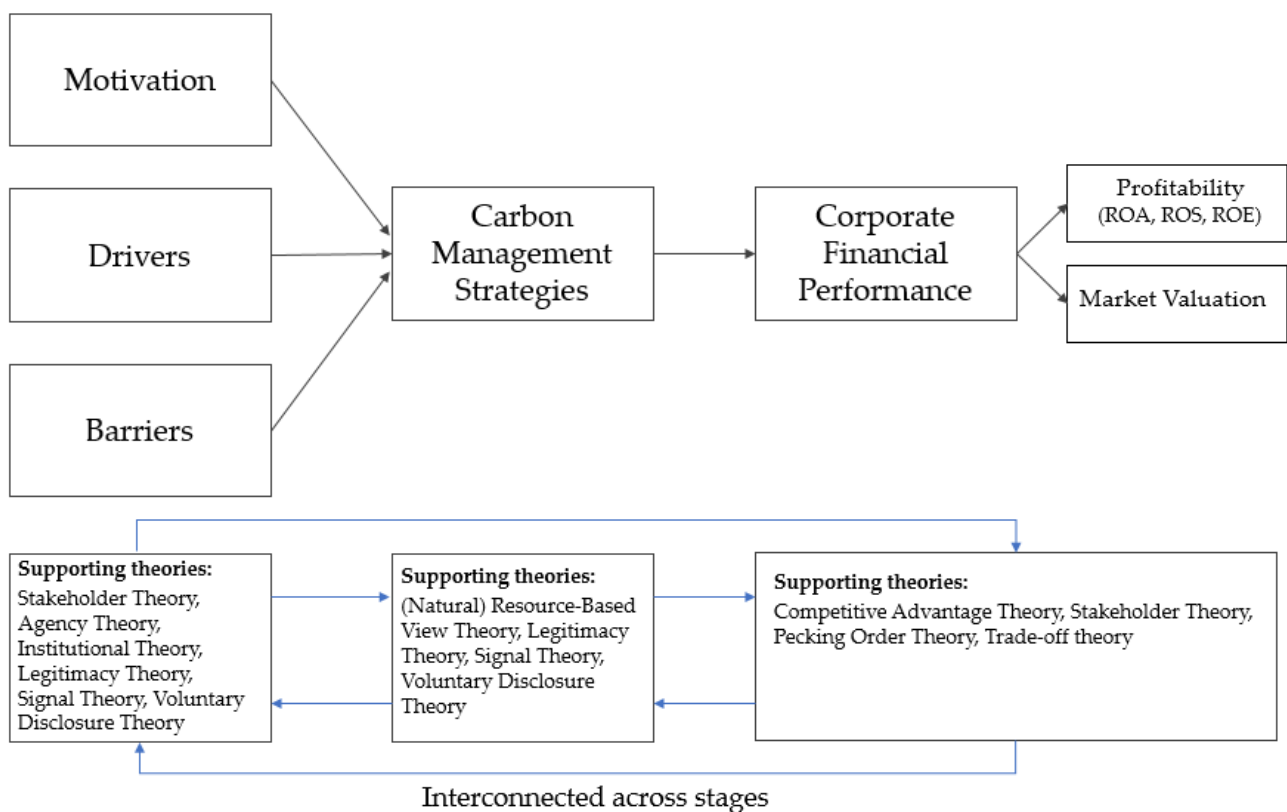 Motivation
Drivers
Barriers
Carbon
Management
Strategies
Corporate
Financial
Performance
Profitability
(ROA, ROS, ROE)
Market Valuation
Supporting theories:
Stakeholder Theory,
Agency Theory,
Institutional Theory,
Legitimacy Theory,
Signal Theory, Voluntary
Disclosure Theory
Supporting theories:
(Natural) Resource-Based
View Theory, Legitimacy
Theory, Signal Theory,
Voluntary Disclosure
Theory
Supporting theories:
Competitive Advantage Theory, Stakeholder Theory,
Pecking Order Theory, Trade-off theory
Interconnected across stages